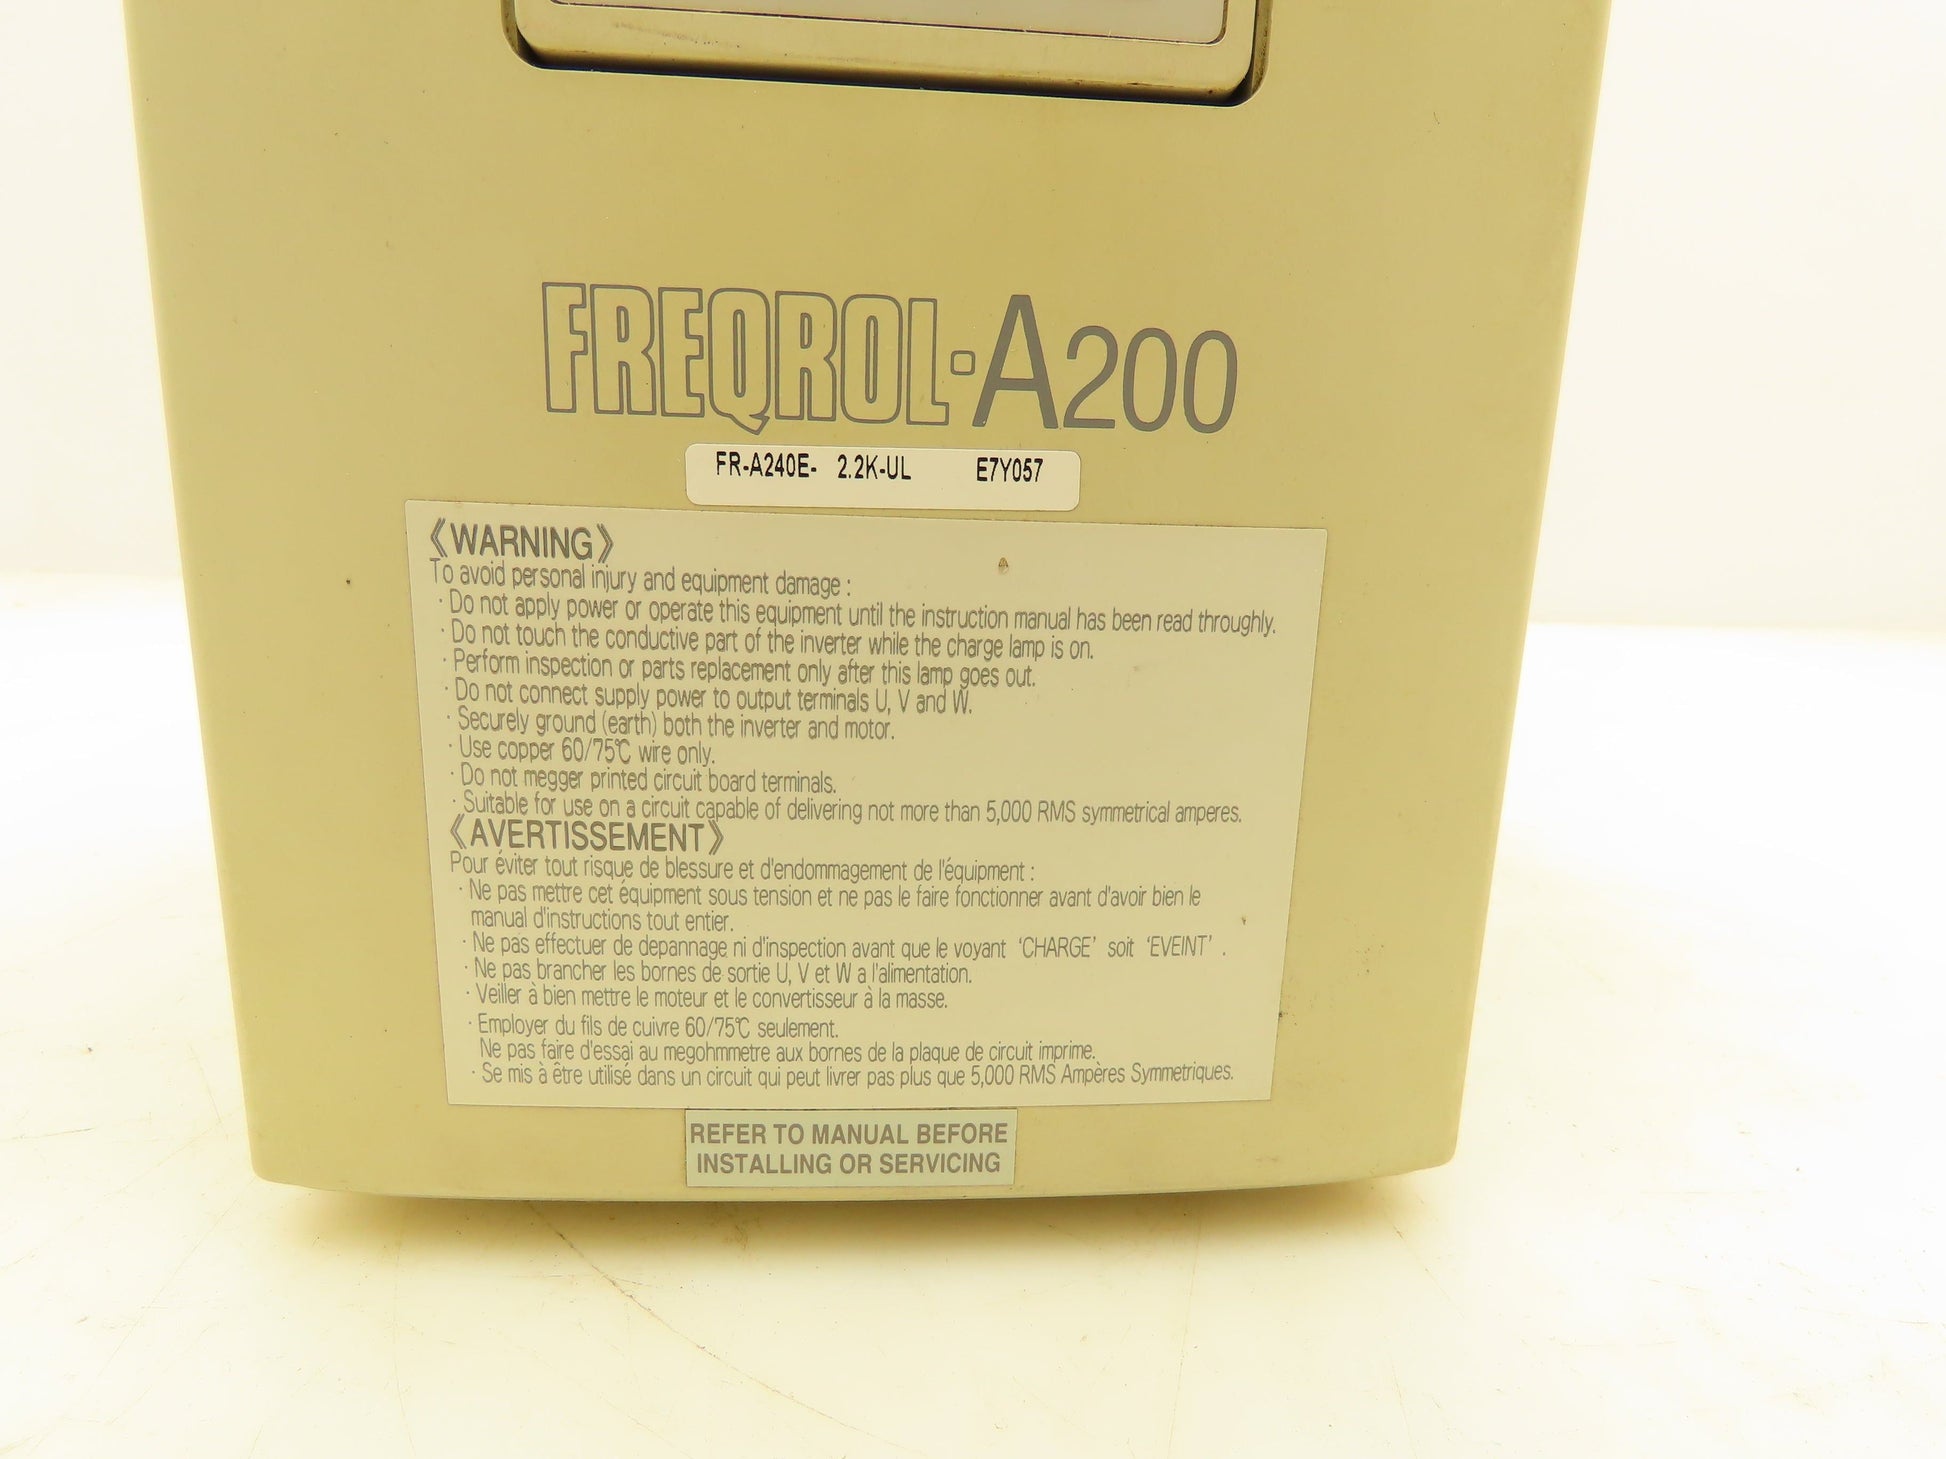 FREQROL-A200
FR-A240E- 2.2K-UL E7Y057
《WARNING》
To avoid personal injury and equipment damage :
· Do not apply power or operate this equipment until the instruction manual has been read throughly.
· Do not touch the conductive part of the inverter while the charge lamp is on.
· Perform inspection or parts replacement only after this lamp goes out.
· Do not connect supply power to output terminals U, V and W.
· Securely ground (earth) both the inverter and motor.
· Use copper 60/75℃ wire only.
· Do not megger printed circuit board terminals.
· Suitable for use on a circuit capable of delivering not more than 5,000 RMS symmetrical amperes.
《AVERTISSEMENT》
Pour éviter tout risque de blessure et d'endommagement de l'équipment :
· Ne pas mettre cet équipment sous tension et ne pas le faire fonctionner avant d'avoir bien le
manual d'instructions tout entier.
· Ne pas effectuer de depannage ni d'inspection avant que le voyant 'CHARGE' soit 'EVEINT' .
· Ne pas brancher les bornes de sortie U, V et W a l'alimentation.
· Veiller à bien mettre le moteur et le convertisseur à la masse.
· Employer du fils de cuivre 60/75℃ seulement.
Ne pas faire d'essai au megohmmetre aux bornes de la plaque de circuit imprime.
· Se mis à être utilisé dans un circuit qui peut livrer pas plus que 5,000 RMS Ampères Symmetriques.
REFER TO MANUAL BEFORE
INSTALLING OR SERVICING